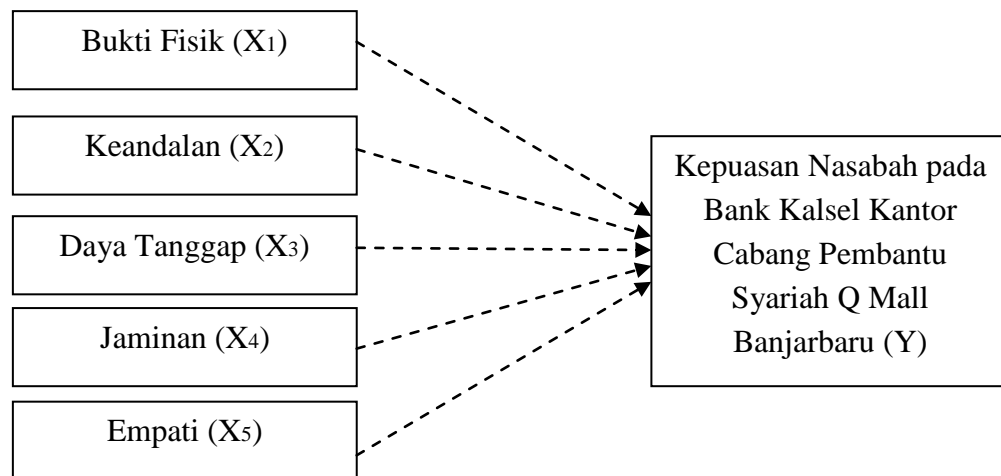 Bukti Fisik (X1)
Keandalan (X2)
Daya Tanggap (X3)
Jaminan (X4)
Empati (X5)
Kepuasan Nasabah pada
Bank Kalsel Kantor
Cabang Pembantu
Syariah Q Mall
Banjarbaru (Y)